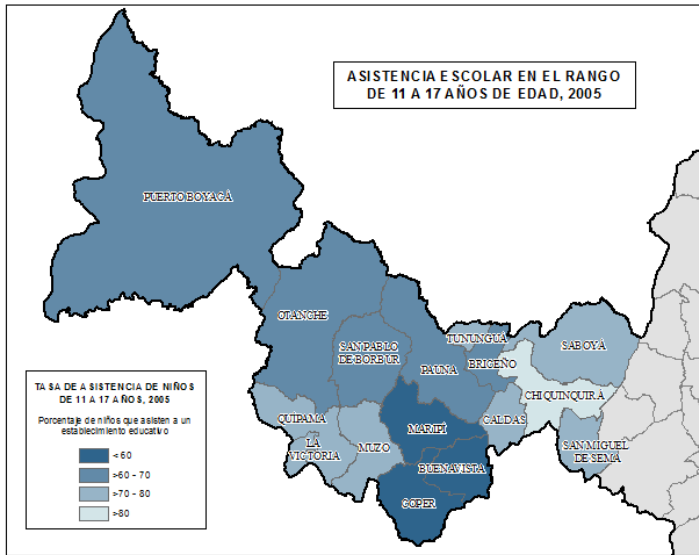 ASISTENCIA ESCOLAR EN EL RANGO
DE 11 A 17 AÑOS DE EDAD, 2005
PUERTO BOYACÁ
OTANCHE
SAN PABLO
DE BORBUR
PAUNA
TUNUNGUA
BRICEÑO
SABOYÁ
CHIQUINQUIRÁ
CALDAS
SAN MIGUEL
DE SEMA
MARIPÍ
BUENAVISTA
COPER
MUZO
QUIPAMA
LA
VICTORIA
TASA DE ASISTENCIA DE NIÑOS
DE 11 A 17 AÑOS, 2005
Porcentaje de niños que asisten a un
establecimiento educativo
<60
>60 - 70
>70 - 80
>80